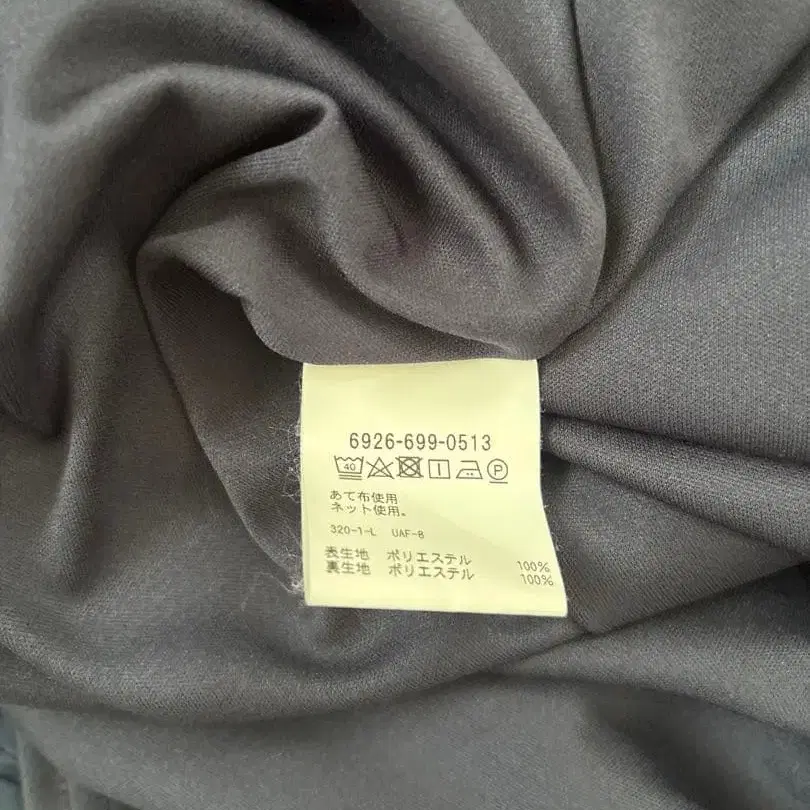 6926-699-0513
40 P
あて布使用
ネット使用。
320-1-L UAF-8
表生地 ポリエステル 100%
裏生地 ポリエステル 100%